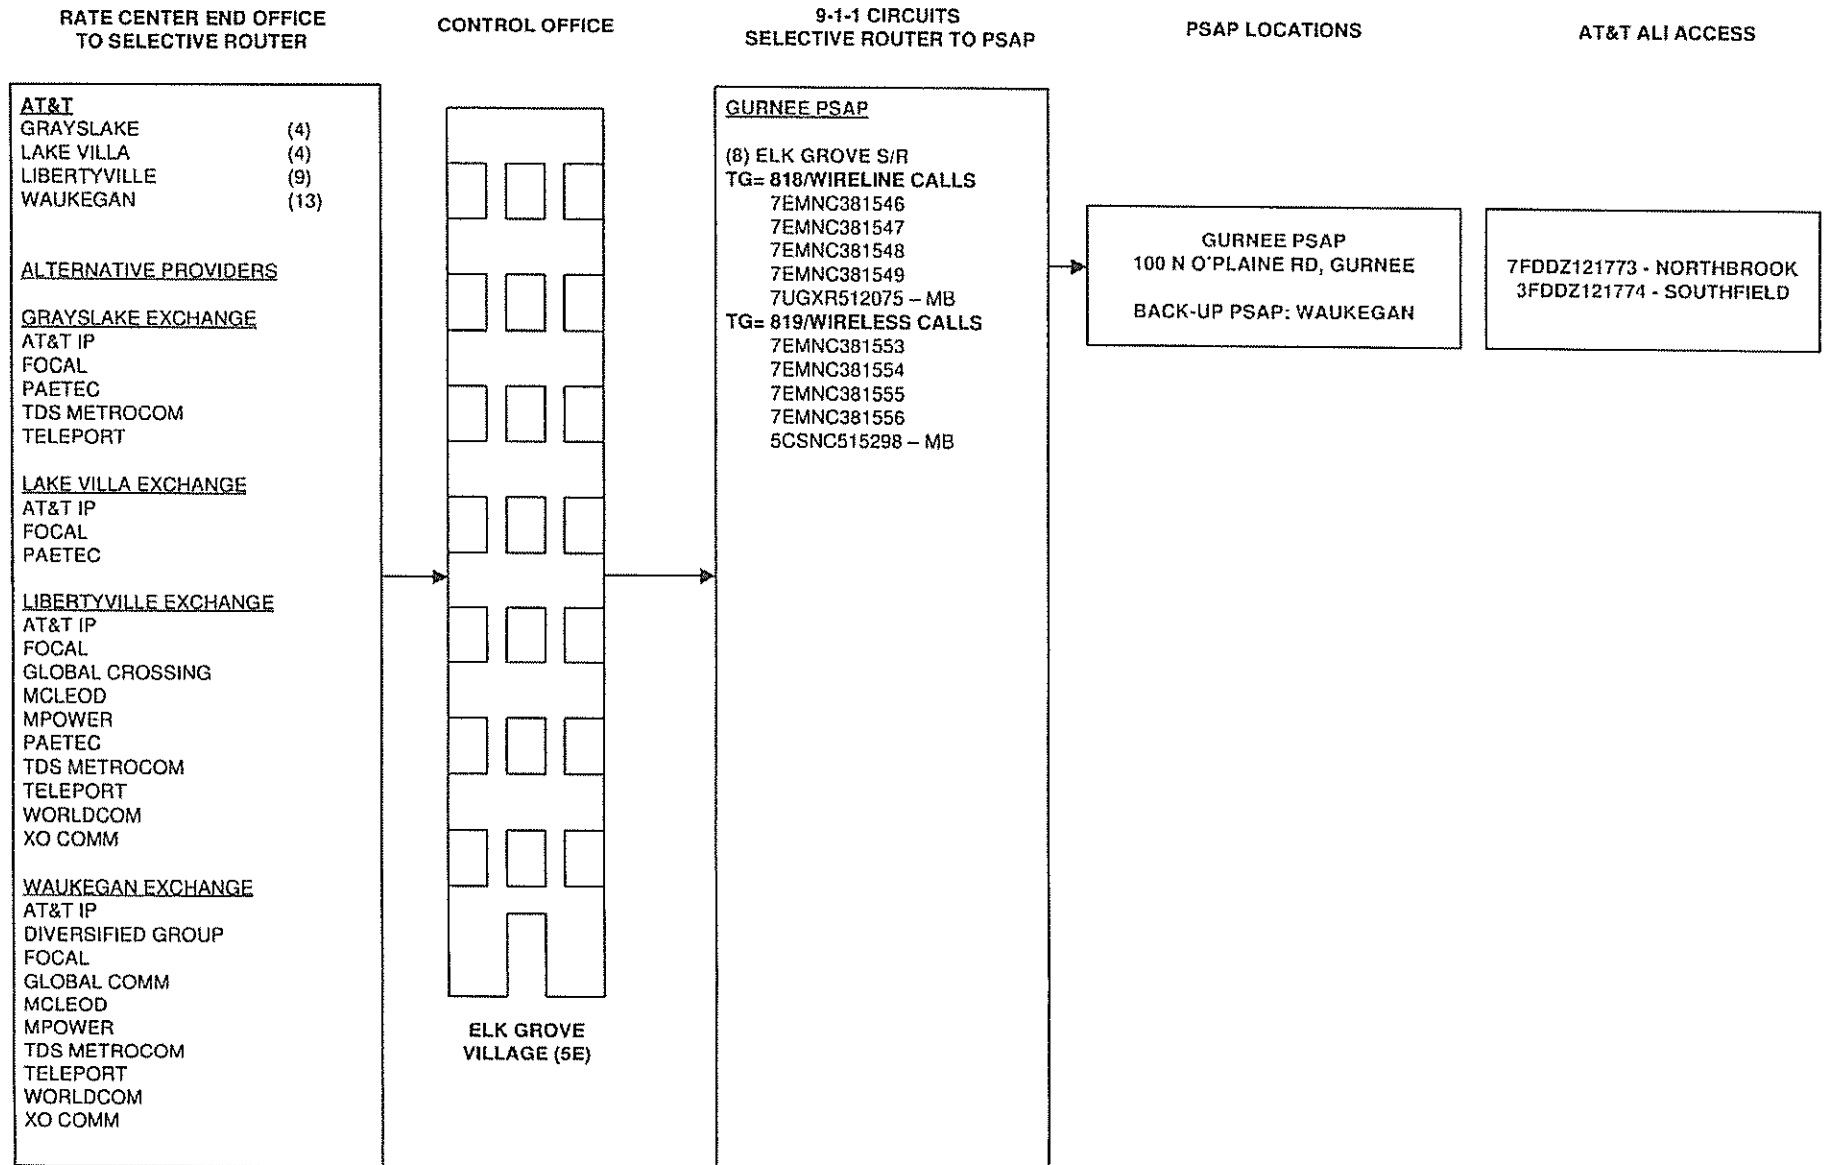 RATE CENTER END OFFICE
TO SELECTIVE ROUTER
CONTROL OFFICE
9-1-1 CIRCUITS
SELECTIVE ROUTER TO PSAP
PSAP LOCATIONS
AT&T ALI ACCESS
AT&T
GRAYSLAKE (4)
LAKE VILLA (4)
LIBERTYVILLE (9)
WAUKEGAN (13)
ALTERNATIVE PROVIDERS
GRAYSLAKE EXCHANGE
AT&T IP
FOCAL
PAETEC
TDS METROCOM
TELEPORT
LAKE VILLA EXCHANGE
AT&T IP
FOCAL
PAETEC
LIBERTYVILLE EXCHANGE
AT&T IP
FOCAL
GLOBAL CROSSING
MCLEOD
MPOWER
PAETEC
TDS METROCOM
TELEPORT
WORLDCOM
XO COMM
WAUKEGAN EXCHANGE
AT&T IP
DIVERSIFIED GROUP
FOCAL
GLOBAL COMM
MCLEOD
MPOWER
TDS METROCOM
TELEPORT
WORLDCOM
XO COMM
ELK GROVE
VILLAGE (5E)
GURNEE PSAP
(8) ELK GROVE S/R
TG= 818/WIRELINE CALLS
7EMNC381546
7EMNC381547
7EMNC381548
7EMNC381549
7UGXR512075 – MB
TG= 819/WIRELESS CALLS
7EMNC381553
7EMNC381554
7EMNC381555
7EMNC381556
5CSNC515298 – MB
GURNEE PSAP
100 N O'PLAINE RD, GURNEE
BACK-UP PSAP: WAUKEGAN
7FDDZ121773 - NORTHBROOK
3FDDZ121774 - SOUTHFIELD